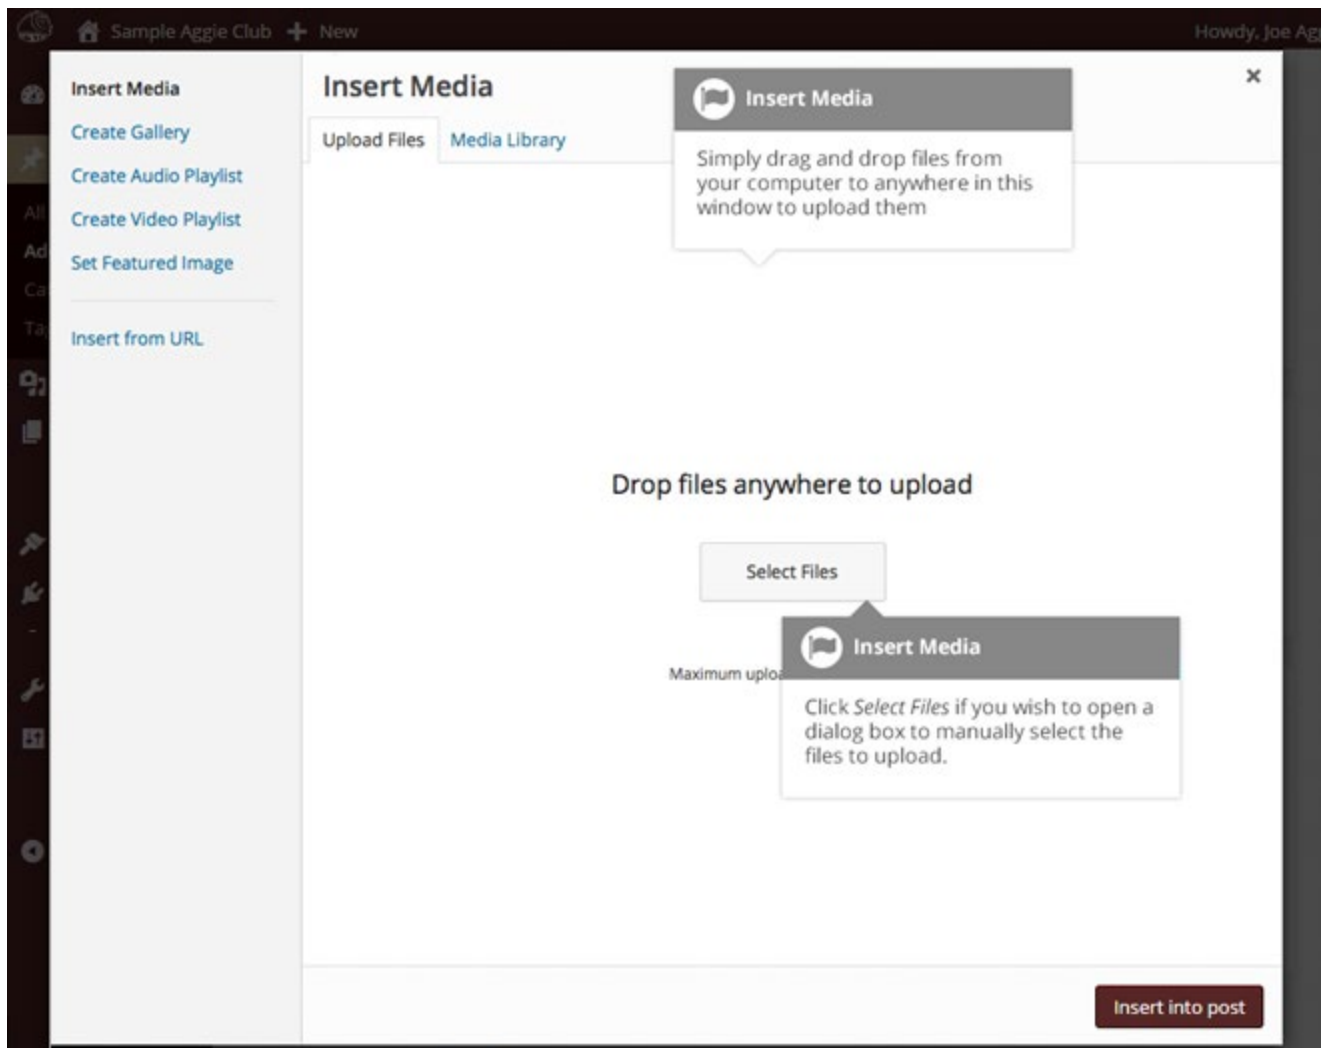 Sample Aggie Club New Howdy, Joe
Insert Media
Create Gallery
Create Audio Playlist
Create Video Playlist
Set Featured Image
Insert from URL
Insert Media
Upload Files Media Library
Insert Media
Simply drag and drop files from
your computer to anywhere in this
window to upload them
Drop files anywhere to upload
Select Files
Maximum
Insert Media
Click Select Files if you wish to open a
dialog box to manually select the
files to upload.
Insert into post
All